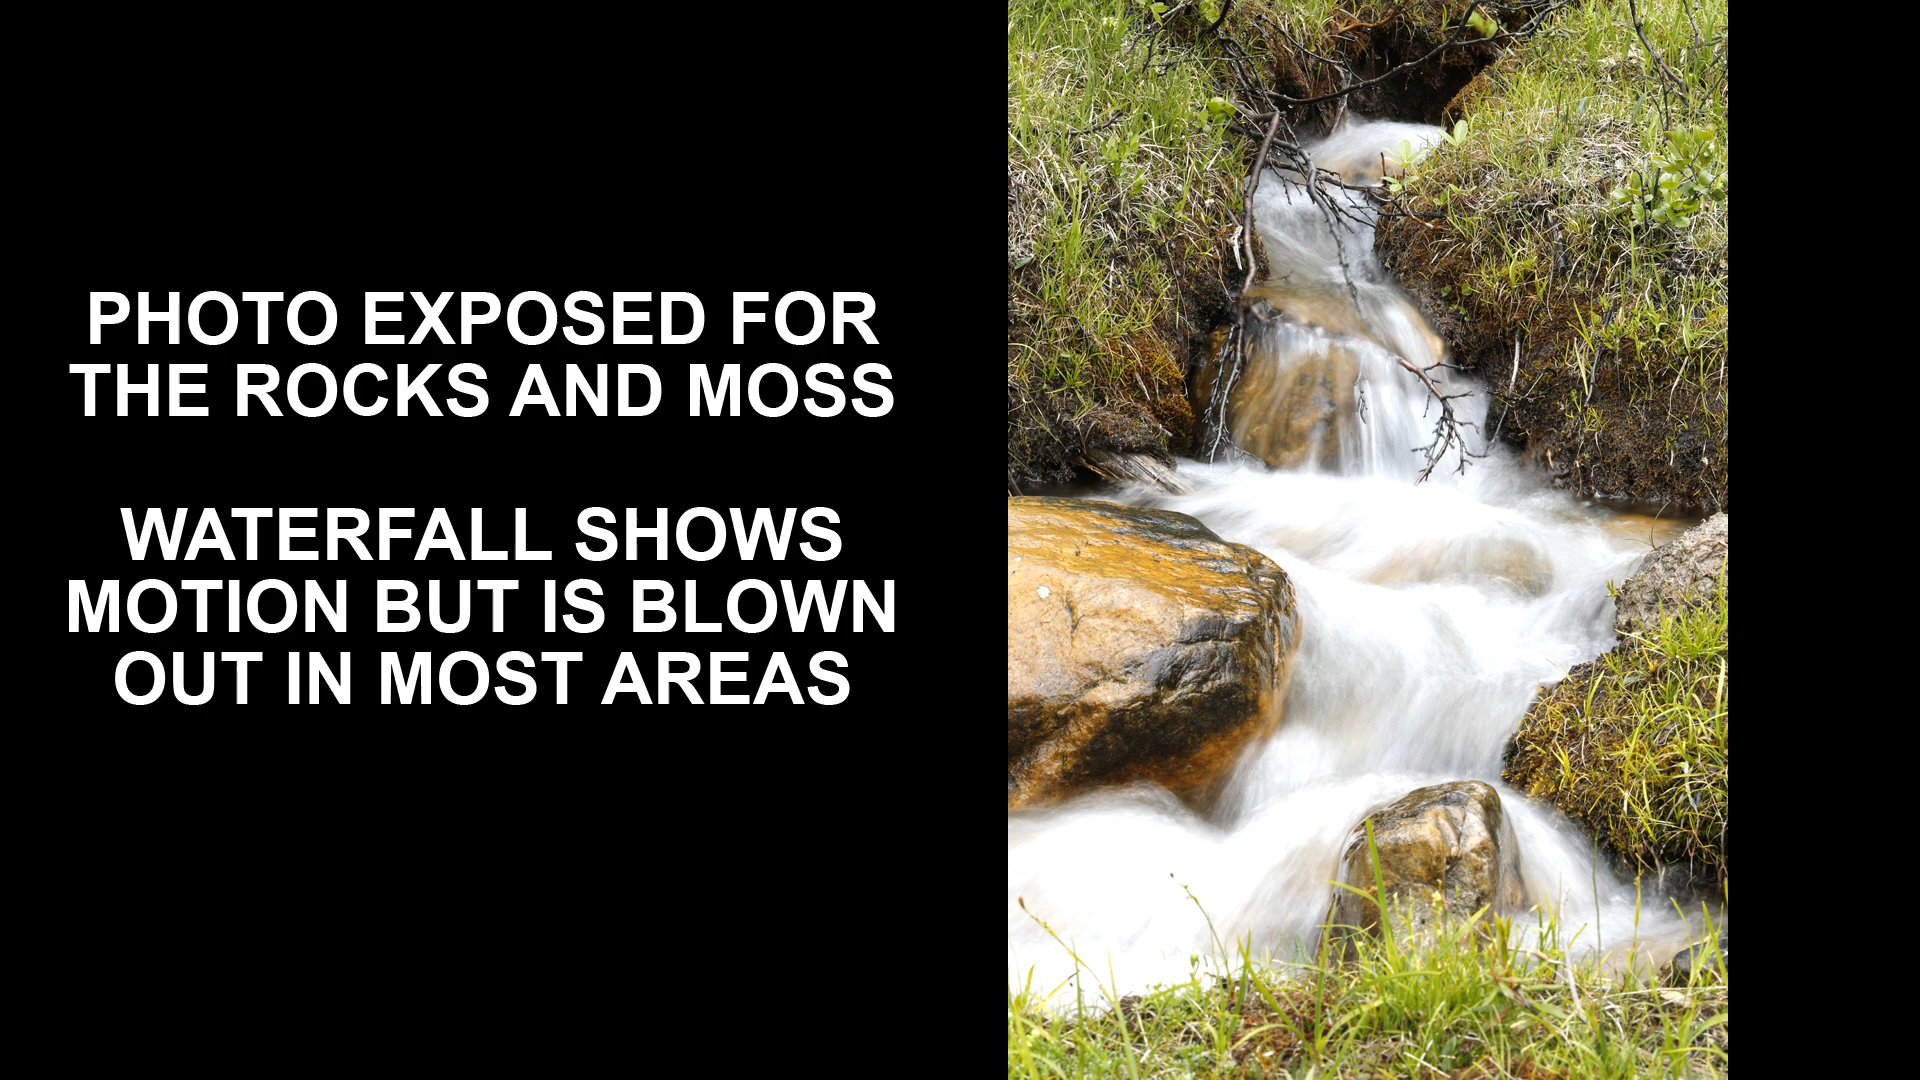 PHOTO EXPOSED FOR
THE ROCKS AND MOSS
WATERFALL SHOWS
MOTION BUT IS BLOWN
OUT IN MOST AREAS